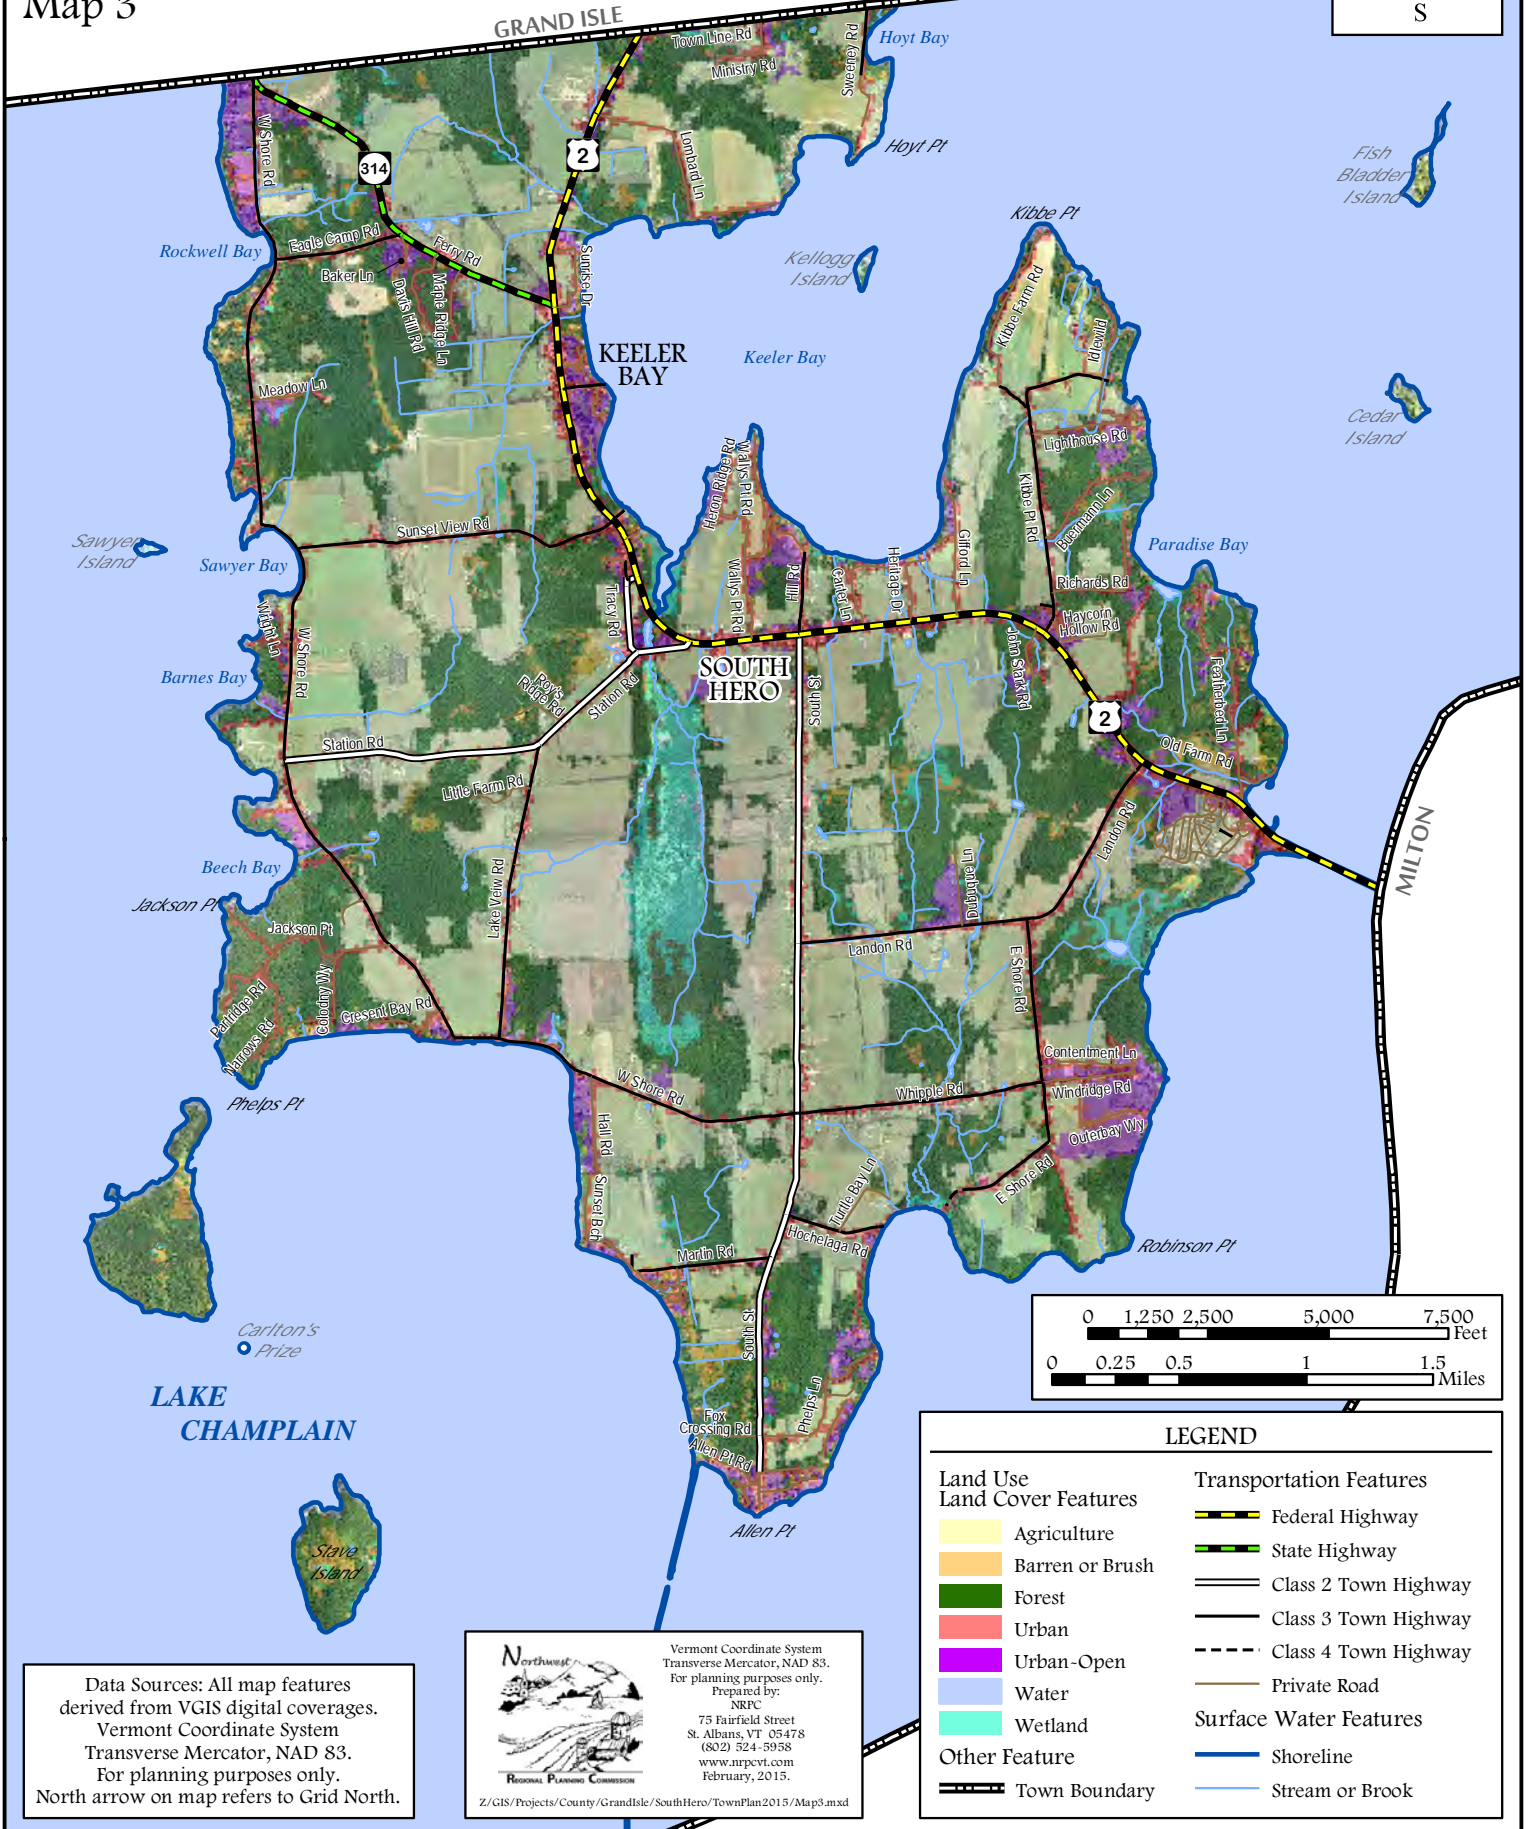 Map 3
S
GRAND ISLE
Town Line Rd
Ministry Rd
Sweeney Rd
Hoyt Bay
Hoyt Pt
Lombard Ln
2
314
W Shore Rd
Fish
Bladder
Island
Kibbe Pt
Rockwell Bay
Eagle Camp Rd
Ferry Rd
Baker Ln
Davis Hill Rd
Maple Ridge Ln
Sunrise Dr
Kellogg
Island
Kibbe Farm Rd
Idlewild
KEELER
BAY
Keeler Bay
Meadow Ln
Cedar
Island
Lighthouse Rd
Heron Ridge Rd
Wallys Pt Rd
Kibbe Pt Rd
Buermann Ln
Sunset View Rd
Sawyer
Island
Sawyer Bay
Paradise Bay
Wallys Pt Rd
Hill Rd
Carter Ln
Heritage Dr
Gifford Ln
Richards Rd
Haycorn
Hollow Rd
Tracy Rd
Wright Ln
W Shore Rd
Barnes Bay
SOUTH
HERO
South St
John Stark Rd
Featherbed Ln
Roy's
Ridge Rd
Station Rd
2
Station Rd
Old Farm Rd
Little Farm Rd
Landon Rd
MILTON
Beech Bay
Lake Veiw Rd
Dubuque Ln
Jackson Pt
Jackson Pt
Landon Rd
E Shore Rd
Partridge Rd
Colodny Wy
Cresent Bay Rd
Narrows Rd
Contentment Ln
W Shore Rd
Whipple Rd
Windridge Rd
Phelps Pt
Hall Rd
Outerbay Wy
E Shore Rd
Turtle Bay Ln
Sunset Bch
Hochelaga Rd
Martin Rd
Robinson Pt
Carlton's
Prize
South St
LAKE
CHAMPLAIN
Phelps Ln
Fox
Crossing Rd
Allen Pt Rd
Allen Pt
Stave
Island
0 1,250 2,500 5,000 7,500
Feet
0 0.25 0.5 1 1.5
Miles
LEGEND
Land Use
Land Cover Features
Agriculture
Barren or Brush
Forest
Urban
Urban-Open
Water
Wetland
Other Feature
Town Boundary
Transportation Features
Federal Highway
State Highway
Class 2 Town Highway
Class 3 Town Highway
Class 4 Town Highway
Private Road
Surface Water Features
Shoreline
Stream or Brook
Data Sources: All map features
derived from VGIS digital coverages.
Vermont Coordinate System
Transverse Mercator, NAD 83.
For planning purposes only.
North arrow on map refers to Grid North.
Northwest
REGIONAL PLANNING COMMISSION
Vermont Coordinate System
Transverse Mercator, NAD 83.
For planning purposes only.
Prepared by:
NRPC
75 Fairfield Street
St. Albans, VT 05478
(802) 524-5958
www.nrpcvt.com
February, 2015.
Z/GIS/Projects/County/GrandIsle/SouthHero/TownPlan2015/Map3.mxd